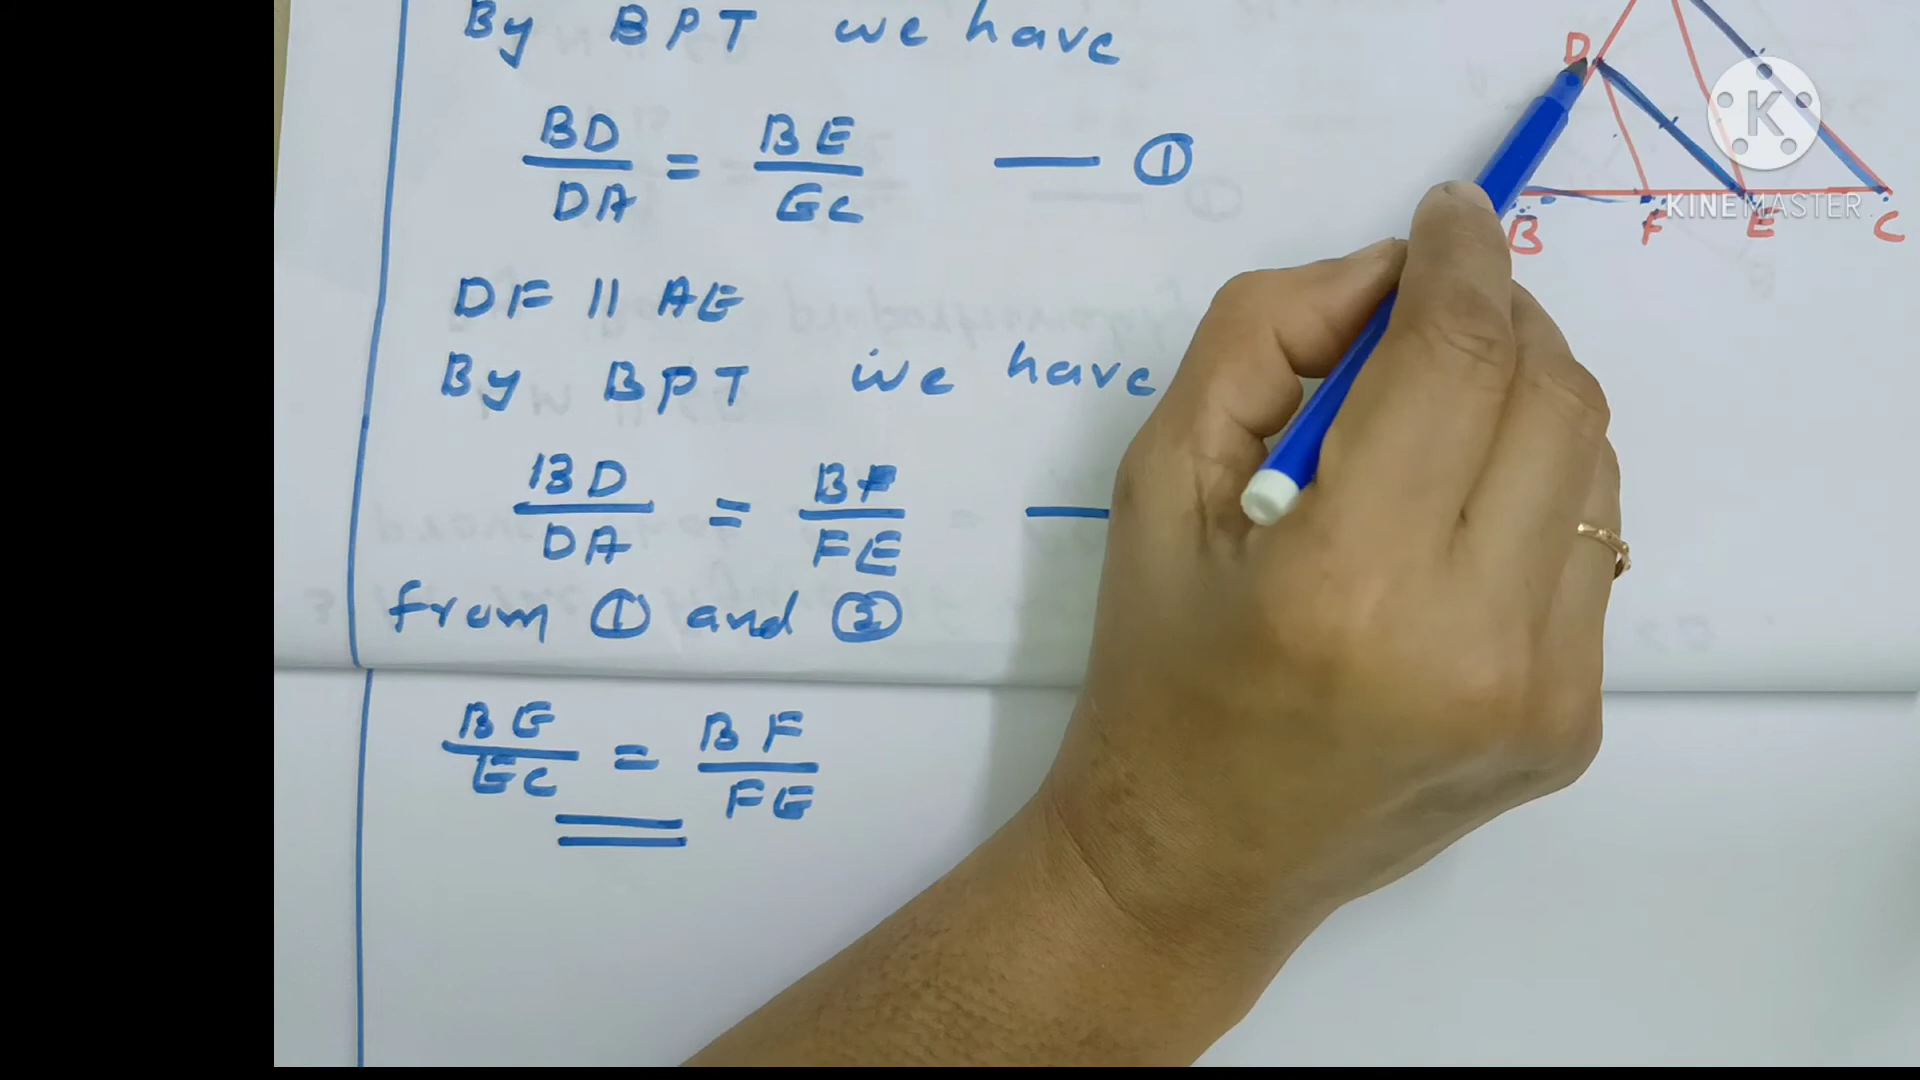 By BPT we have
BD/DA = BE/EC — ①
DF || AE
By BPT we have
BD/DA = BF/FE —
from ① and ②
BE/EC = BF/FE
D
B F E C
K
KINEMASTER